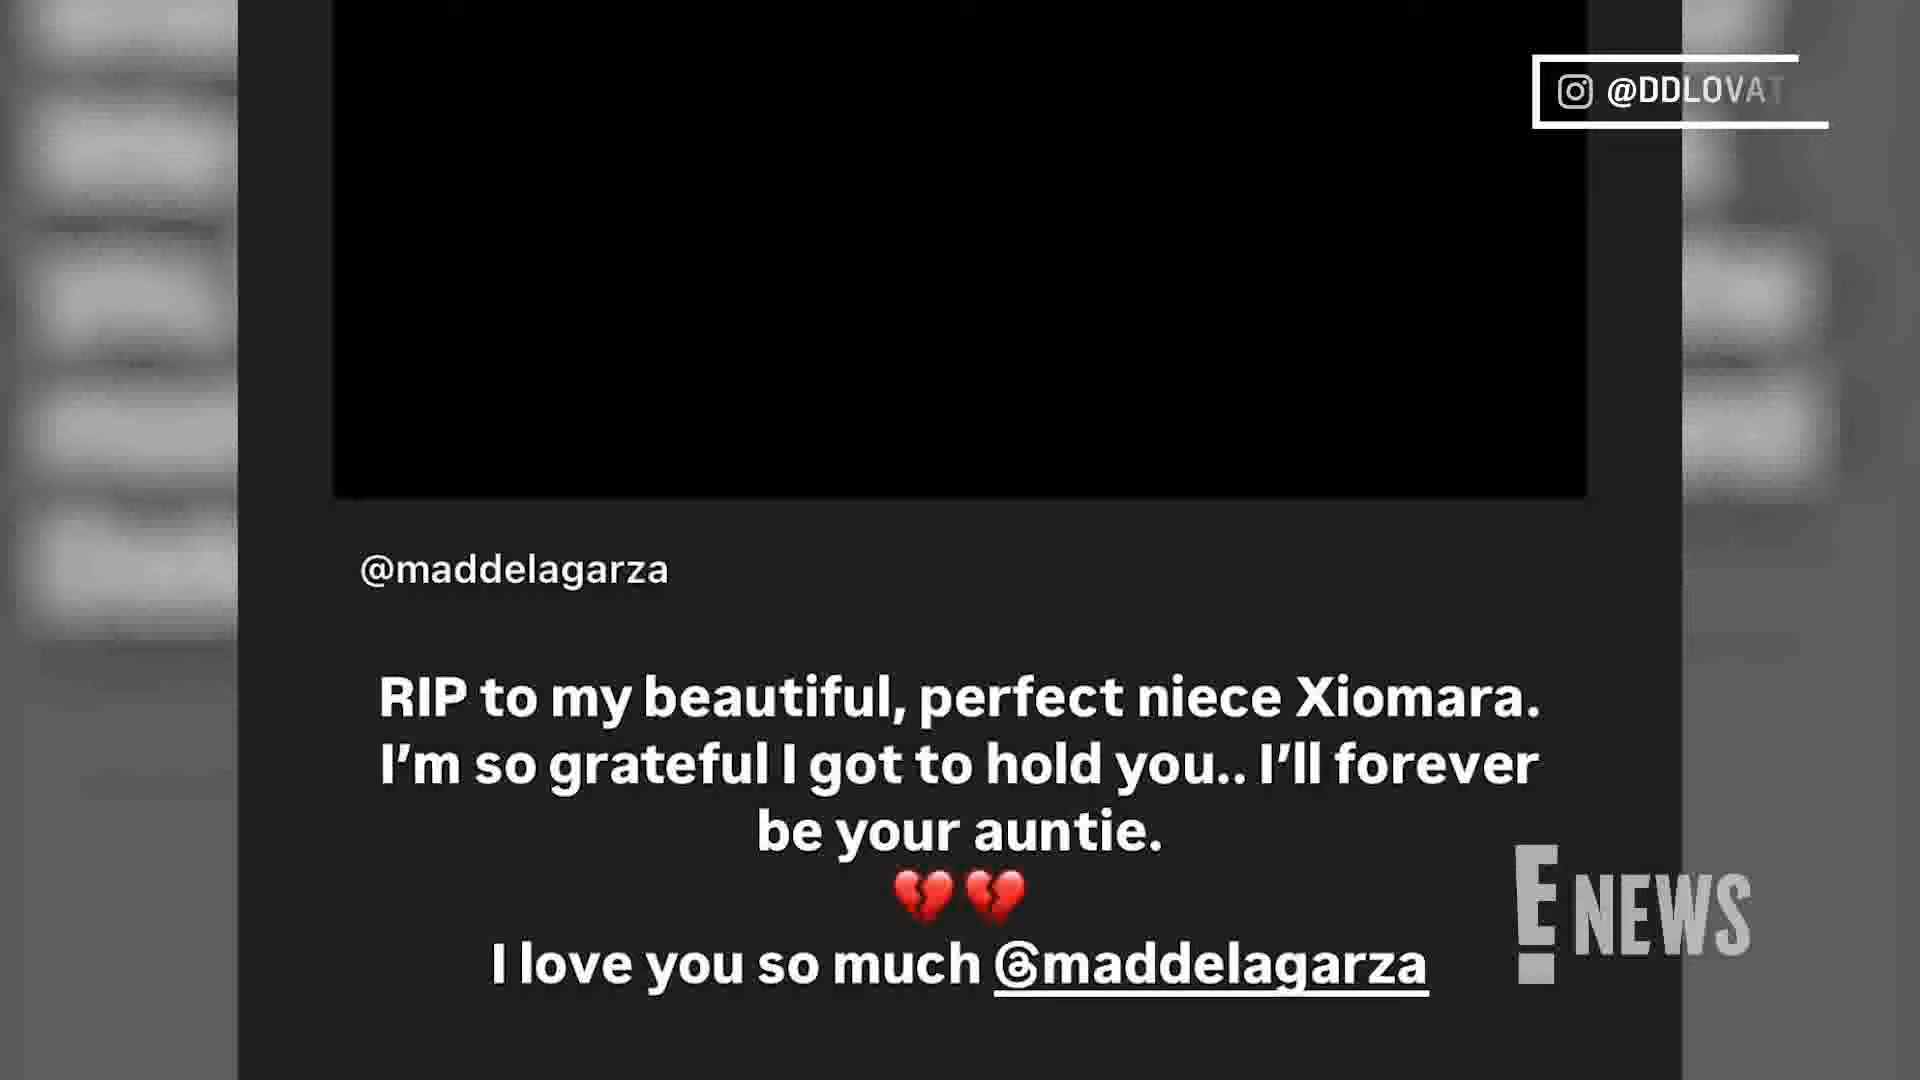 @DDLOVAT
@maddelagarza
RIP to my beautiful, perfect niece Xiomara.
I’m so grateful I got to hold you.. I’ll forever
be your auntie.
💔💔
I love you so much @maddelagarza
E! NEWS